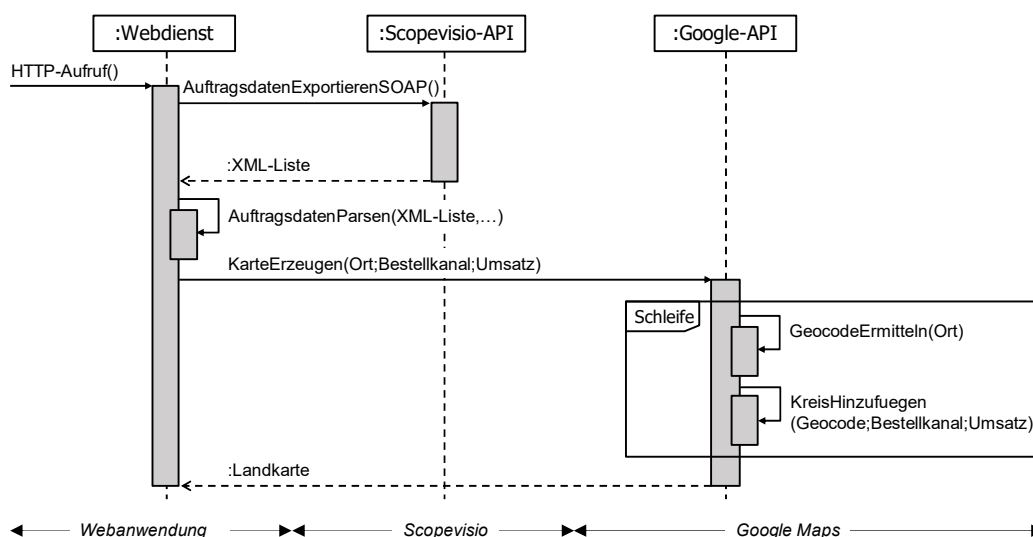 :Webdienst
:Scopevisio-API
:Google-API
HTTP-Aufruf()
AuftragsdatenExportierenSOAP()
:XML-Liste
AuftragsdatenParsen(XML-Liste,…)
KarteErzeugen(Ort;Bestellkanal;Umsatz)
Schleife
GeocodeErmitteln(Ort)
KreisHinzufuegen
(Geocode;Bestellkanal;Umsatz)
:Landkarte
Webanwendung
Scopevisio
Google Maps